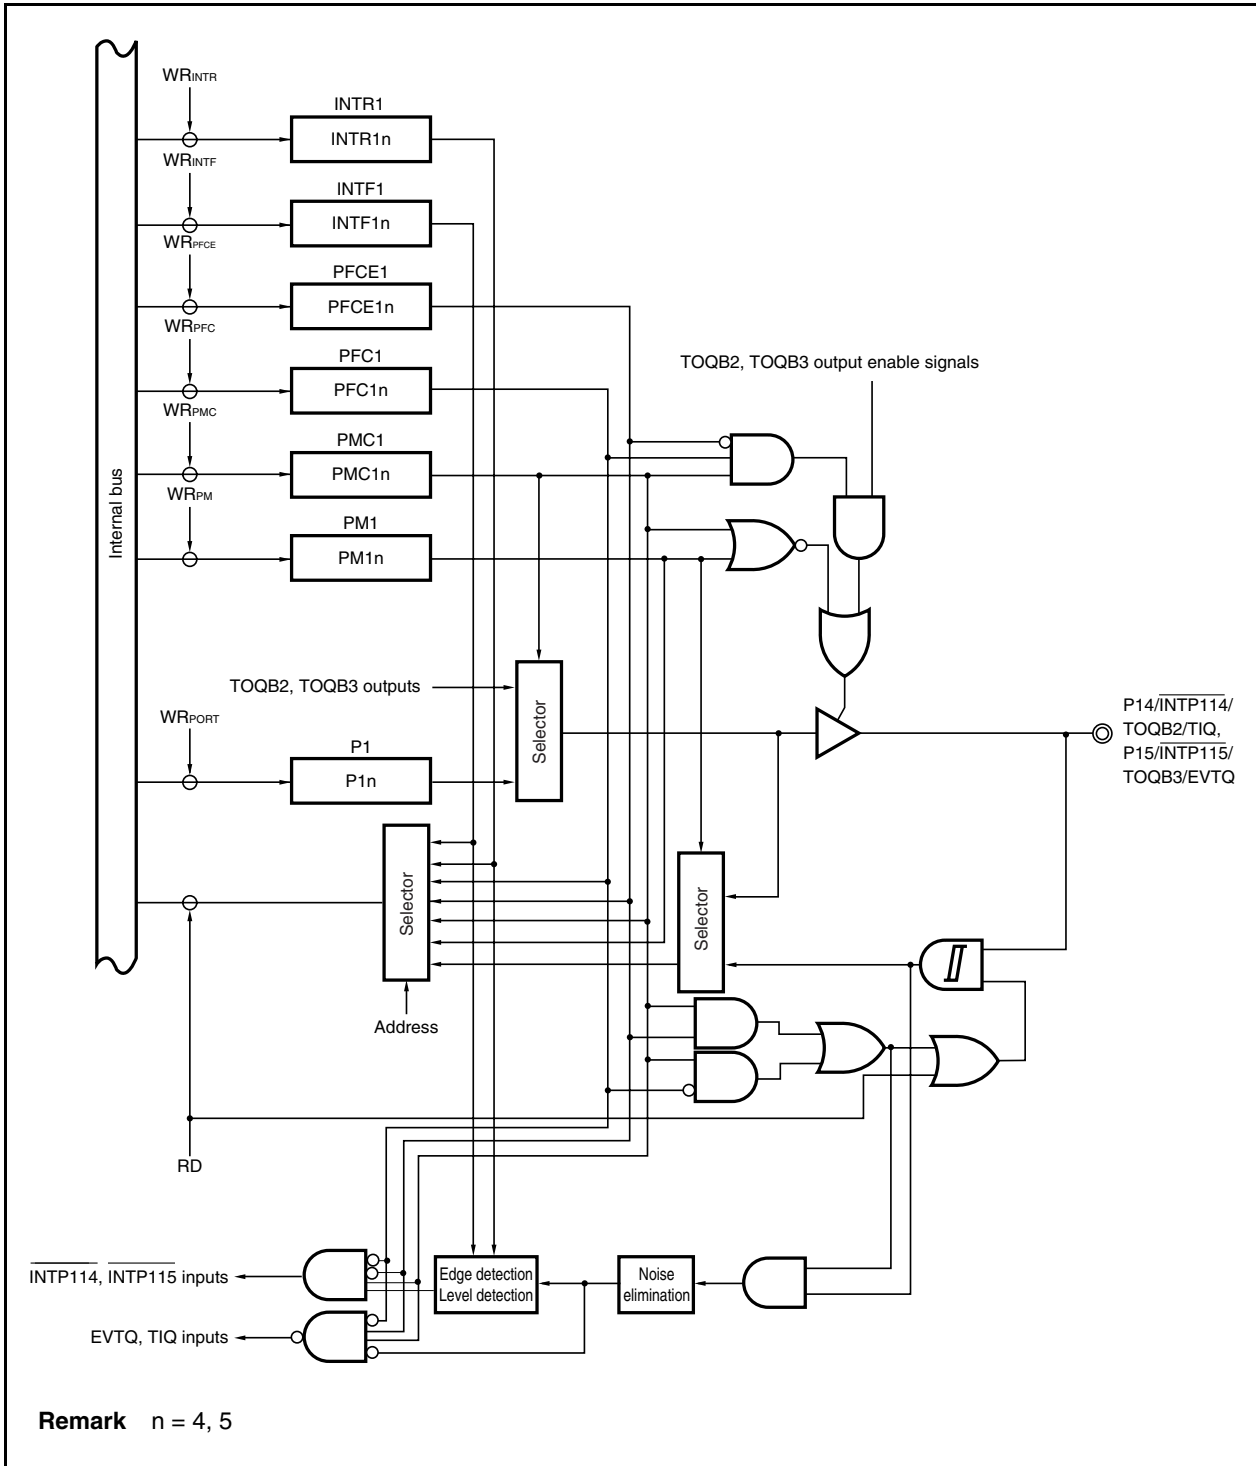 WRINTR
INTR1
INTR1n
WRINTF
INTF1
INTF1n
WRPFCE
PFCE1
PFCE1n
WRPFC
PFC1
PFC1n
TOQB2, TOQB3 output enable signals
WRPMC
PMC1
PMC1n
WRPM
PM1
PM1n
Internal bus
TOQB2, TOQB3 outputs
Selector
WRPORT
P1
P1n
P14/INTP114/
TOQB2/TIQ,
P15/INTP115/
TOQB3/EVTQ
Selector
Selector
Address
RD
INTP114, INTP115 inputs
Edge detection
Level detection
Noise
elimination
EVTQ, TIQ inputs
Remark n = 4, 5